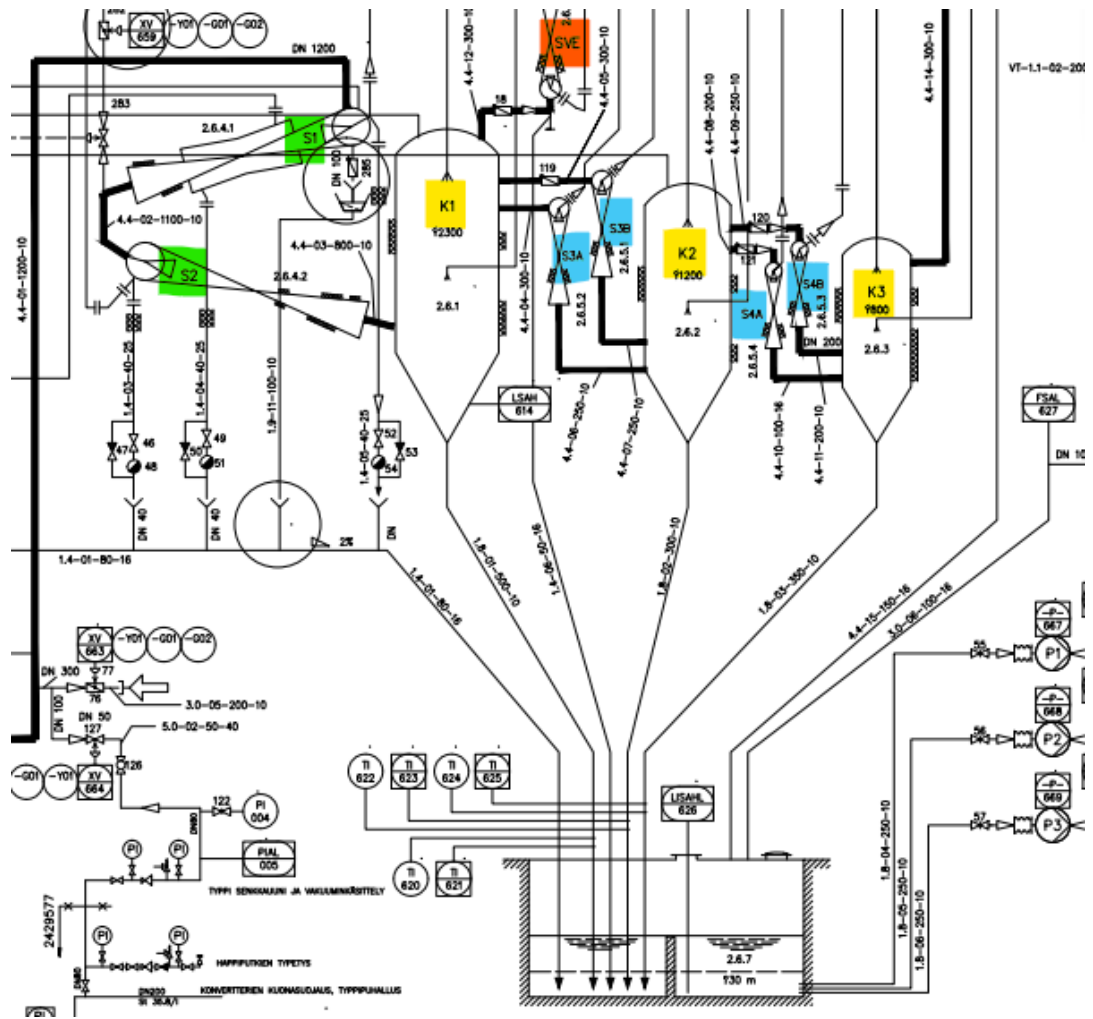 XV
659
-Y01
-G01
-G02
DN 1200
SVE
4.4-12-300-10
4.4-05-300-10
4.4-14-300-10
VT-1.1-02-200
283
2.6.4.1
S1
18
4.4-08-200-10
4.4-09-250-10
DN 100
285
119
K1
92300
4.4-02-1100-10
4.4-03-800-10
S3B
S3A
2.6.5.1
K2
91200
120
S2
4.4-01-1200-10
2.6.4.2
2.6.1
4.4-04-300-10
2.6.5.2
2.6.2
S4B
S4A
2.6.5.3
2.6.5.4
DN 200
K3
9800
2.6.3
1.4-03-40-25
1.4-04-40-25
1.9-11-100-10
LSAH
614
FSAL
627
4.4-06-250-10
4.4-07-250-10
4.4-10-100-16
4.4-11-200-10
47
46
48
50
49
51
1.4-05-40-25
52
53
54
DN 10
DN 40
DN 40
DN
2%
1.4-01-80-16
1.4-01-80-16
1.8-01-500-10
1.4-06-50-16
1.8-02-300-10
1.8-03-350-10
4.4-15-150-16
3.0-06-100-16
XV
663
-Y01
-G01
-G02
77
DN 300
76
3.0-05-200-10
DN 100
DN 50
127
5.0-02-50-40
-G01
-Y01
XV
664
126
122
PI
004
DN80
PIAL
005
PI
PI
TYPPI SENKKAUUNI JA VAKUUMINKÄSITTELY
2429577
PI
PI
HAPPIPUTKIEN TYPETYS
DN80
DN200
St 35.8/1
KONVERTTERIEN KUONASUOJAUS, TYPPIPUHALLUS
PI
TI
622
TI
623
TI
624
TI
625
TI
620
TI
621
LISAHL
626
2.6.7
930 m
-P-
667
55
P1
-P-
668
56
P2
-P-
669
57
P3
1.8-04-250-10
1.8-05-250-10
1.8-06-250-10